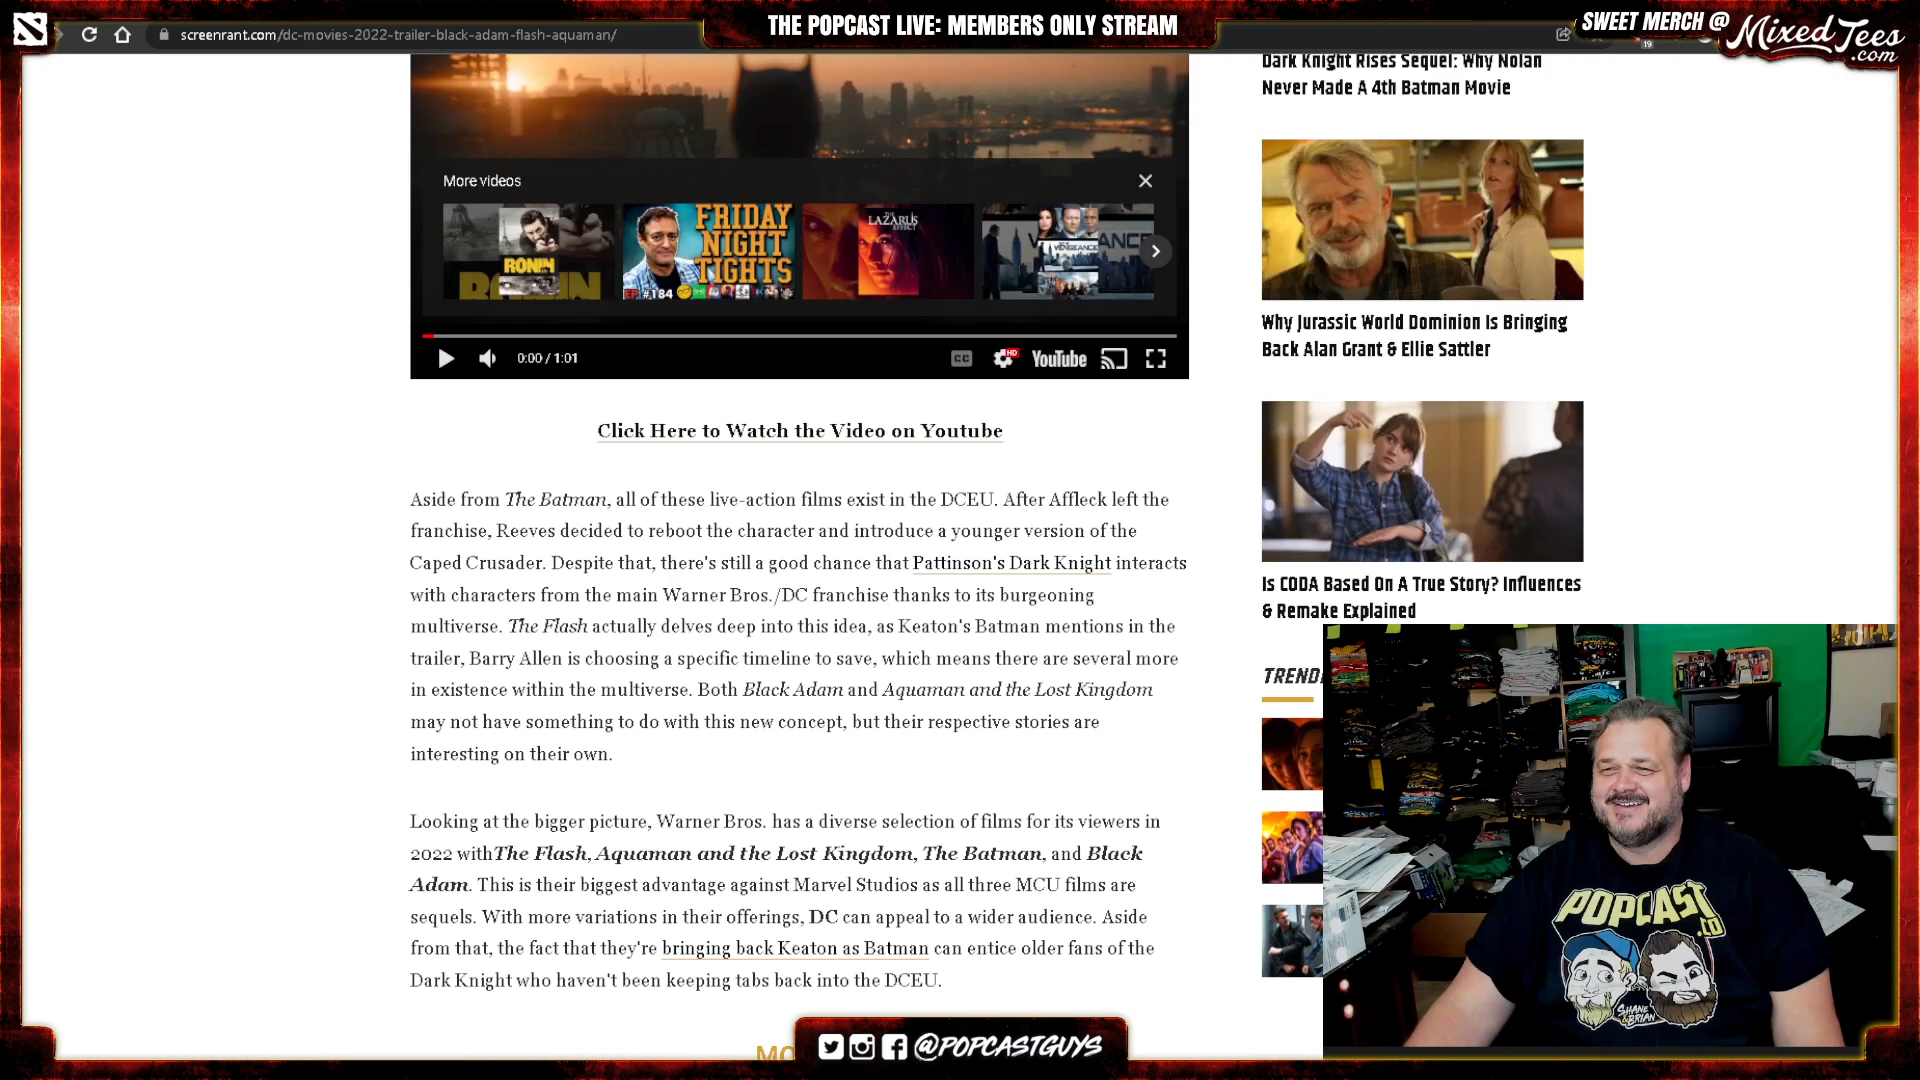 THE POPCAST LIVE: MEMBERS ONLY STREAM
SWEET MERCH @
MixedTees
.com
screenrant.com/dc-movies-2022-trailer-black-adam-flash-aquaman/
19
More videos
RONIN
RONIN
FRIDAY
NIGHT
TIGHTS
EP. #184
THE
LAZARUS
EFFECT
VENGEANCE
0:00 / 1:01
CC
HD
YouTube
Click Here to Watch the Video on Youtube
Aside from The Batman, all of these live-action films exist in the DCEU. After Affleck left the
franchise, Reeves decided to reboot the character and introduce a younger version of the
Caped Crusader. Despite that, there's still a good chance that Pattinson's Dark Knight interacts
with characters from the main Warner Bros./DC franchise thanks to its burgeoning
multiverse. The Flash actually delves deep into this idea, as Keaton's Batman mentions in the
trailer, Barry Allen is choosing a specific timeline to save, which means there are several more
in existence within the multiverse. Both Black Adam and Aquaman and the Lost Kingdom
may not have something to do with this new concept, but their respective stories are
interesting on their own.
Looking at the bigger picture, Warner Bros. has a diverse selection of films for its viewers in
2022 withThe Flash, Aquaman and the Lost Kingdom, The Batman, and Black
Adam. This is their biggest advantage against Marvel Studios as all three MCU films are
sequels. With more variations in their offerings, DC can appeal to a wider audience. Aside
from that, the fact that they're bringing back Keaton as Batman can entice older fans of the
Dark Knight who haven't been keeping tabs back into the DCEU.
MO
Dark Knight Rises Sequel: Why Nolan
Never Made A 4th Batman Movie
Why Jurassic World Dominion Is Bringing
Back Alan Grant & Ellie Sattler
Is CODA Based On A True Story? Influences
& Remake Explained
TREND
POPCAST
.CO
SHANE
& BRIAN
@POPCASTGUYS